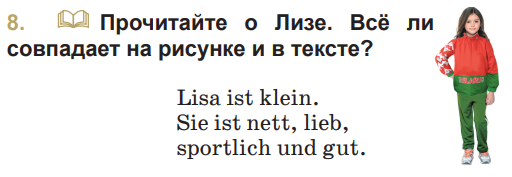 8. Прочитайте о Лизе. Всё ли
совпадает на рисунке и в тексте?
Lisa ist klein.
Sie ist nett, lieb,
sportlich und gut.